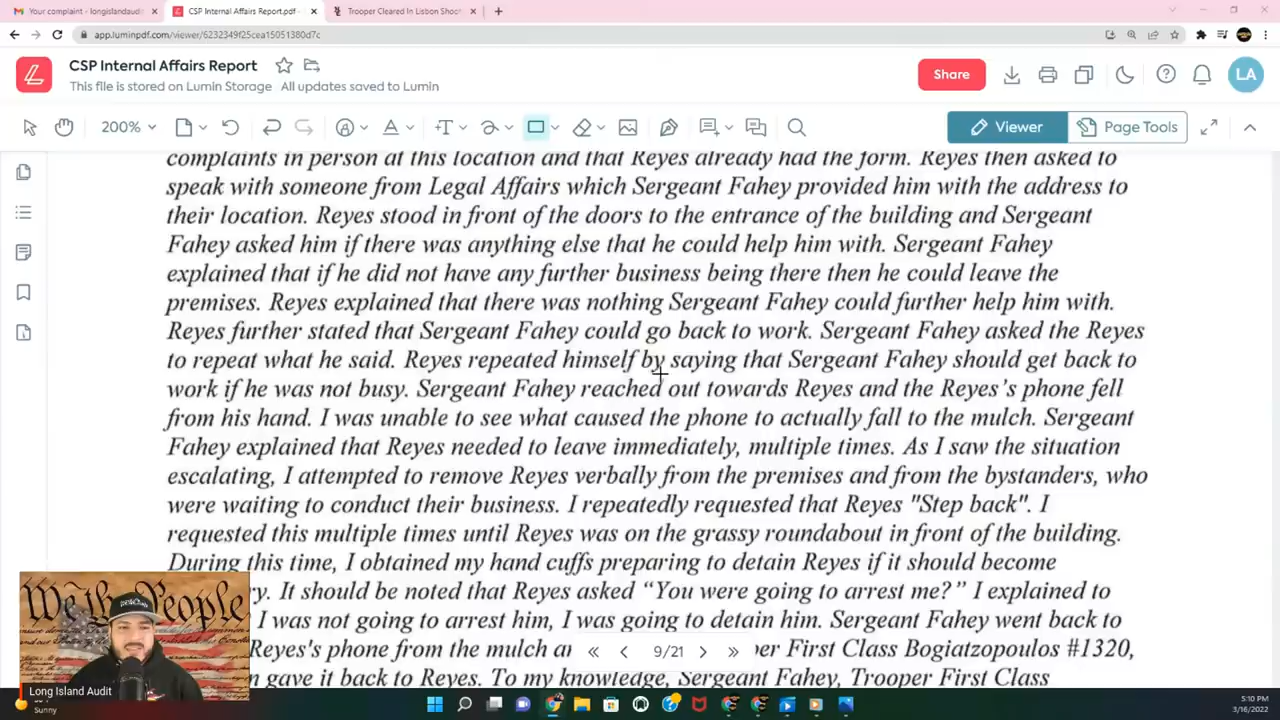 Your complaint - longislandaudi
CSP Internal Affairs Report.pdf -
Trooper Cleared In Lisbon Shoot
app.luminpdf.com/viewer/6232349f25cea15051380d7c
CSP Internal Affairs Report
This file is stored on Lumin Storage All updates saved to Lumin
Share
LA
200%
Viewer
Page Tools
complaints in person at this location and that Reyes already had the form. Reyes then asked to
speak with someone from Legal Affairs which Sergeant Fahey provided him with the address to
their location. Reyes stood in front of the doors to the entrance of the building and Sergeant
Fahey asked him if there was anything else that he could help him with. Sergeant Fahey
explained that if he did not have any further business being there then he could leave the
premises. Reyes explained that there was nothing Sergeant Fahey could further help him with.
Reyes further stated that Sergeant Fahey could go back to work. Sergeant Fahey asked the Reyes
to repeat what he said. Reyes repeated himself by saying that Sergeant Fahey should get back to
work if he was not busy. Sergeant Fahey reached out towards Reyes and the Reyes's phone fell
from his hand. I was unable to see what caused the phone to actually fall to the mulch. Sergeant
Fahey explained that Reyes needed to leave immediately, multiple times. As I saw the situation
escalating, I attempted to remove Reyes verbally from the premises and from the bystanders, who
were waiting to conduct their business. I repeatedly requested that Reyes "Step back". I
requested this multiple times until Reyes was on the grassy roundabout in front of the building.
During this time, I obtained my hand cuffs preparing to detain Reyes if it should become
ry. It should be noted that Reyes asked “You were going to arrest me?” I explained to
I was not going to arrest him, I was going to detain him. Sergeant Fahey went back to
Reyes's phone from the mulch an
9/21
per First Class Bogiatzopoulos #1320,
n gave it back to Reyes. To my knowledge, Sergeant Fahey, Trooper First Class
We the People
Long Island Audit
Sunny
5:10 PM
3/16/2022